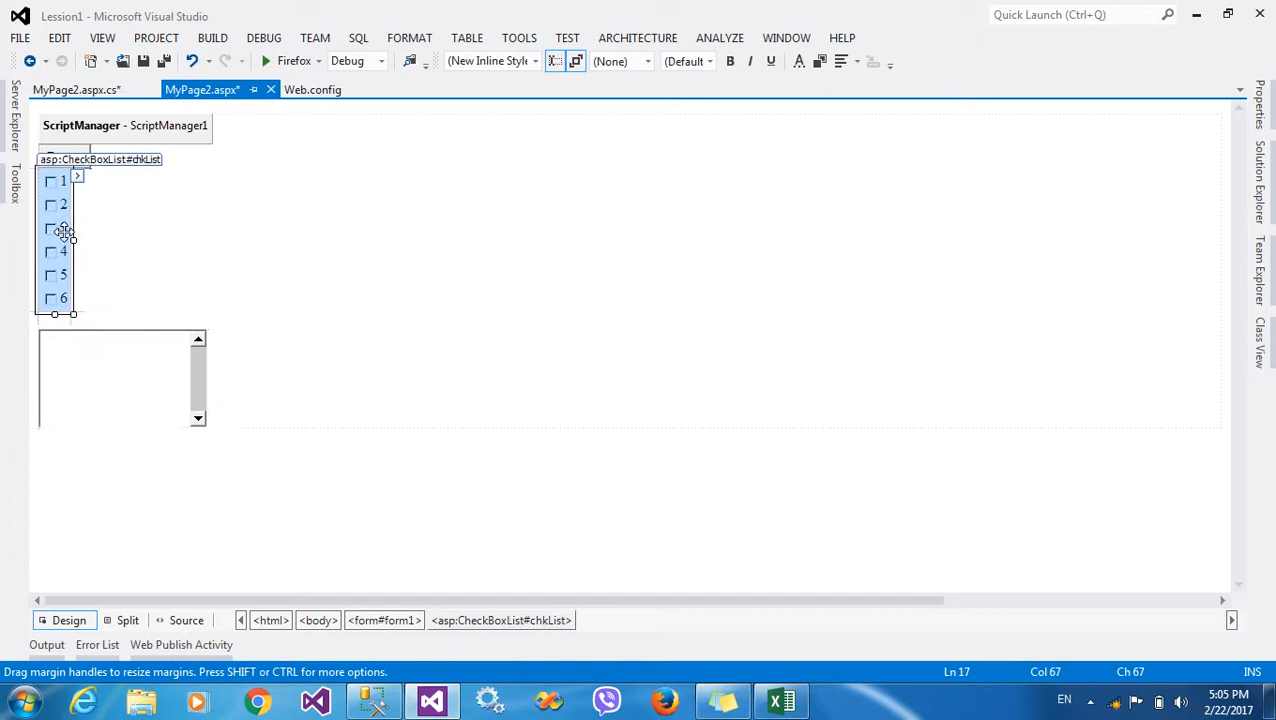 Lession1 - Microsoft Visual Studio
Quick Launch (Ctrl+Q)
FILE EDIT VIEW PROJECT BUILD DEBUG TEAM SQL FORMAT TABLE TOOLS TEST ARCHITECTURE ANALYZE WINDOW HELP
Firefox Debug (New Inline Style (None) (Default B I U A
MyPage2.aspx.cs* MyPage2.aspx* Web.config
Server Explorer
Toolbox
Properties
Solution Explorer
Team Explorer
Class View
ScriptManager - ScriptManager1
asp:CheckBoxList#chkList
1
2
4
5
6
Design Split Source <html> <body> <form#form1> <asp:CheckBoxList#chkList>
Output Error List Web Publish Activity
Drag margin handles to resize margins. Press SHIFT or CTRL for more options. Ln 17 Col 67 Ch 67 INS
EN
5:05 PM
2/22/2017